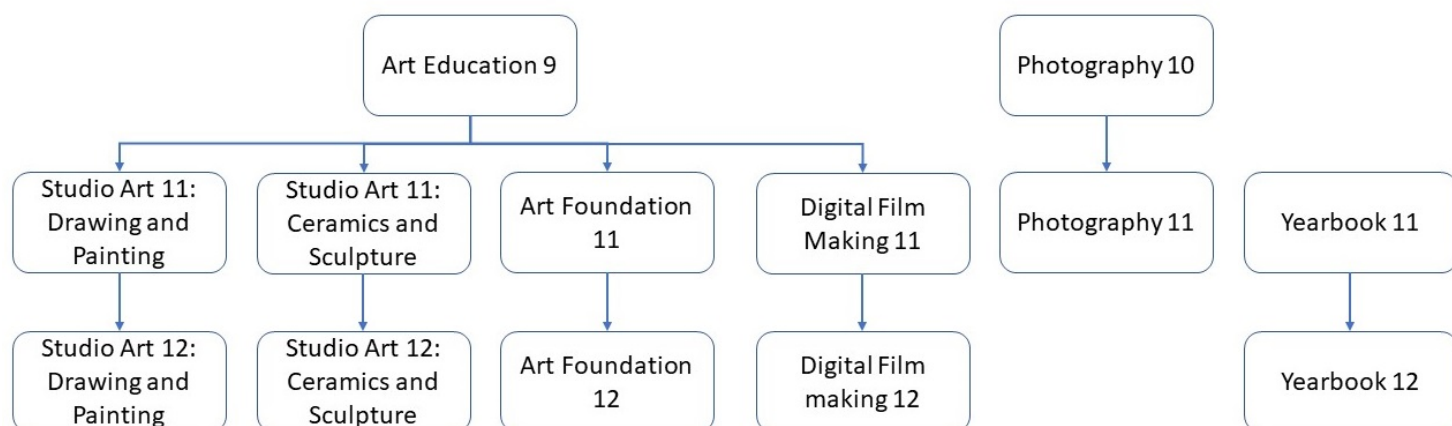 Art Education 9
Photography 10
Studio Art 11:
Drawing and
Painting
Studio Art 11:
Ceramics and
Sculpture
Art Foundation
11
Digital Film
Making 11
Photography 11
Yearbook 11
Studio Art 12:
Drawing and
Painting
Studio Art 12:
Ceramics and
Sculpture
Art Foundation
12
Digital Film
making 12
Yearbook 12